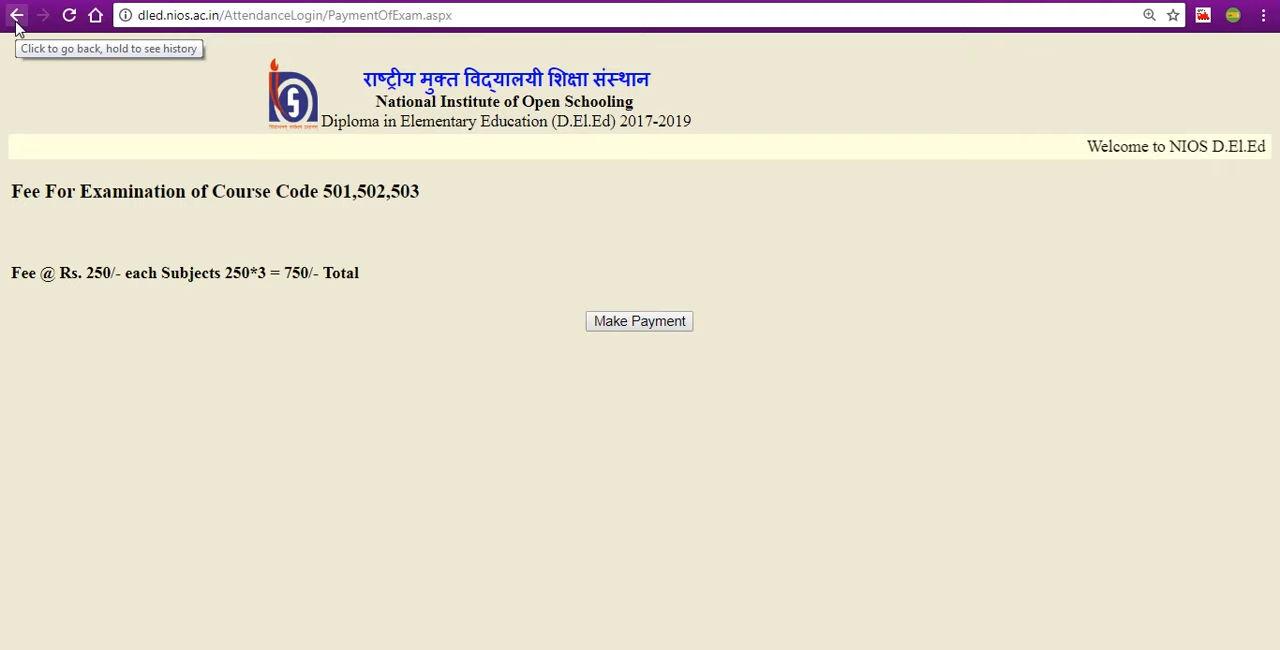 dled.nios.ac.in/AttendanceLogin/PaymentOfExam.aspx
Click to go back, hold to see history
राष्ट्रीय मुक्त विद्यालयी शिक्षा संस्थान
National Institute of Open Schooling
Diploma in Elementary Education (D.El.Ed) 2017-2019
Welcome to NIOS D.El.Ed
Fee For Examination of Course Code 501,502,503
Fee @ Rs. 250/- each Subjects 250*3 = 750/- Total
Make Payment